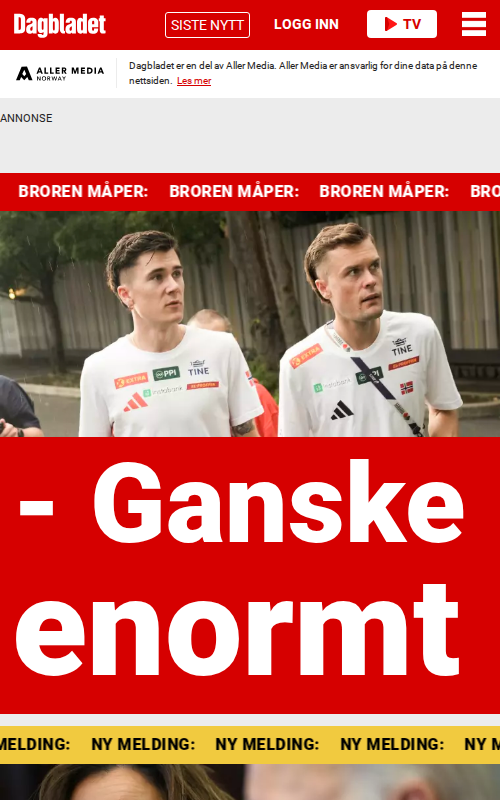 Dagbladet SISTE NYTT LOGG INN TV
ALLER MEDIA
NORWAY
Dagbladet er en del av Aller Media. Aller Media er ansvarlig for dine data på denne
nettsiden. Les mer
ANNONSE
BROREN MÅPER: BROREN MÅPER: BROREN MÅPER: BRO
EXTRA PPI TINE
EXTRA PPI TINE
- Ganske
enormt
MELDING: NY MELDING: NY MELDING: NY MELDING: NY M